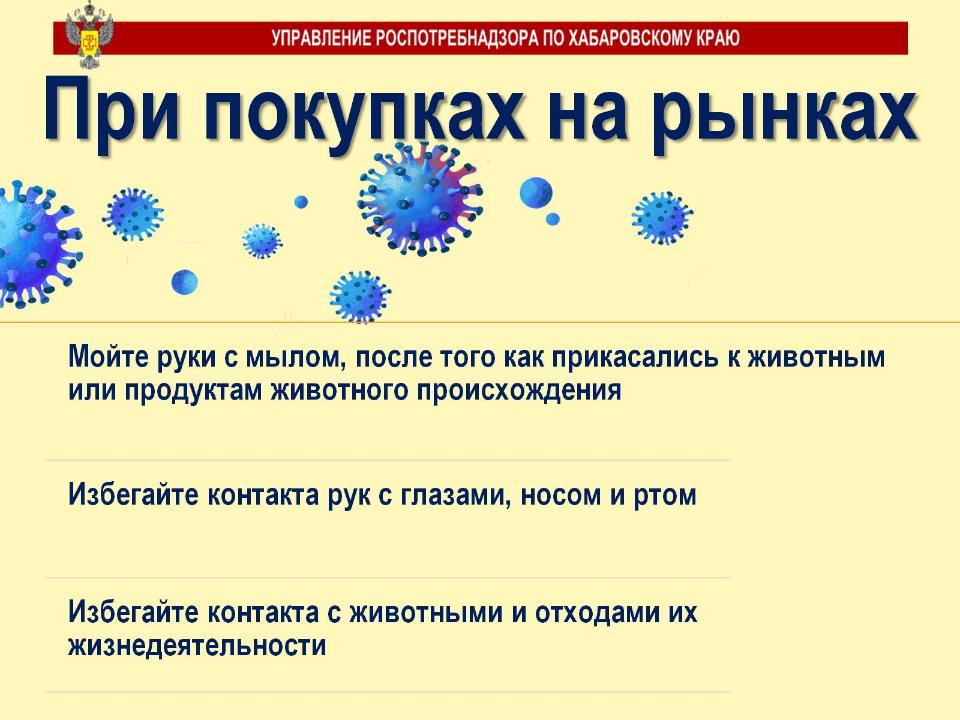 УПРАВЛЕНИЕ РОСПОТРЕБНАДЗОРА ПО ХАБАРОВСКОМУ КРАЮ
При покупках на рынках
Мойте руки с мылом, после того как прикасались к животным
или продуктам животного происхождения
Избегайте контакта рук с глазами, носом и ртом
Избегайте контакта с животными и отходами их
жизнедеятельности